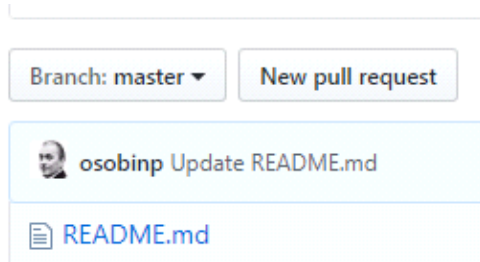 Branch: master New pull request
osobinp Update README.md
README.md